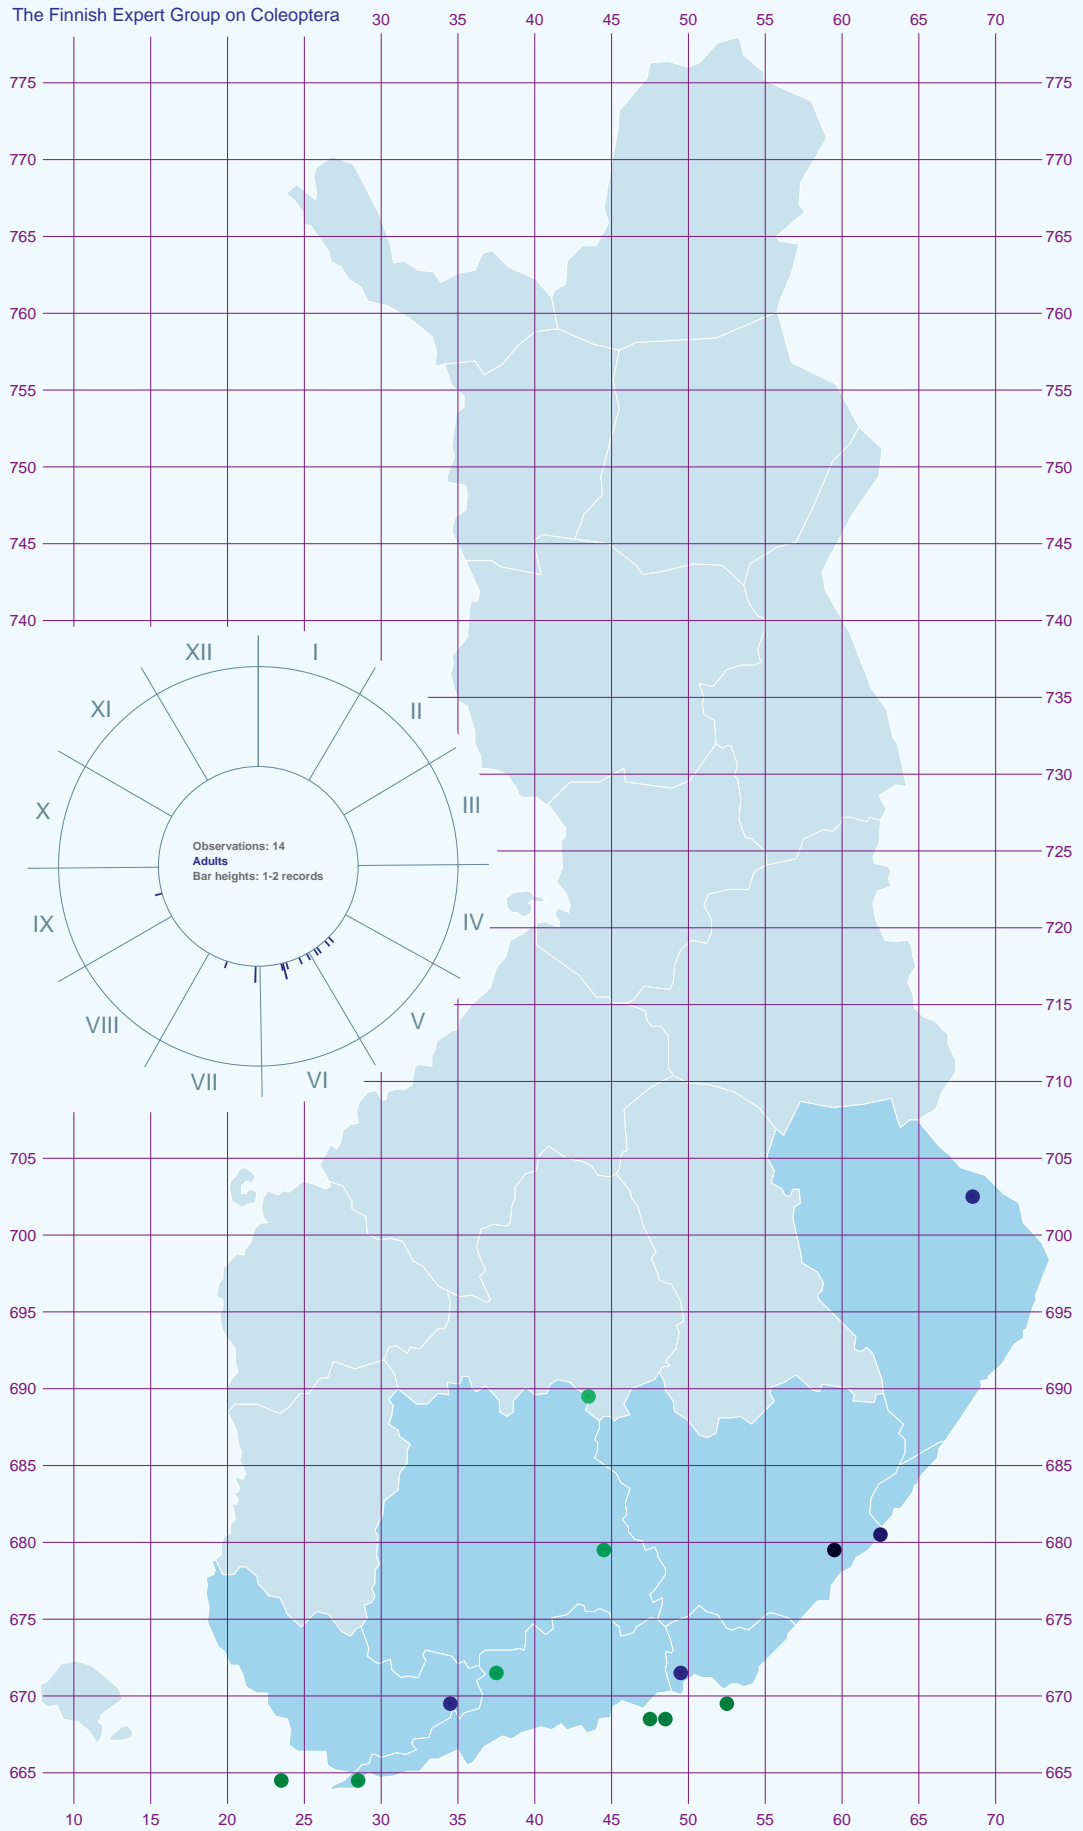 The Finnish Expert Group on Coleoptera
30 35 40 45 50 55 60 65 70
775 775
770 770
765 765
760 760
755 755
750 750
745 745
740 740
XII I
XI II
735
730
X III
725
Observations: 14
Adults
Bar heights: 1-2 records
IX IV
720
715
VIII V
VII VI
710
705 705
700 700
695 695
690 690
685 685
680 680
675 675
670 670
665 665
10 15 20 25 30 35 40 45 50 55 60 65 70